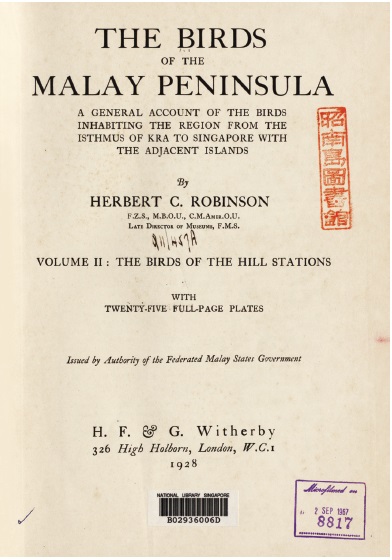 THE BIRDS
OF THE
MALAY PENINSULA
A GENERAL ACCOUNT OF THE BIRDS
INHABITING THE REGION FROM THE
ISTHMUS OF KRA TO SINGAPORE WITH
THE ADJACENT ISLANDS
By
HERBERT C. ROBINSON
F.Z.S., M.B.O.U., C.M.AMER.O.U.
LATE DIRECTOR OF MUSEUMS, F.M.S.
VOLUME II : THE BIRDS OF THE HILL STATIONS
WITH
TWENTY-FIVE FULL-PAGE PLATES
Issued by Authority of the Federated Malay States Government
H. F. & G. Witherby
326 High Holborn, London, W.C.1
1928
昭南島圖書館
NATIONAL LIBRARY SINGAPORE
B02936006D
Microfilmed on
2 SEP 1967
8817